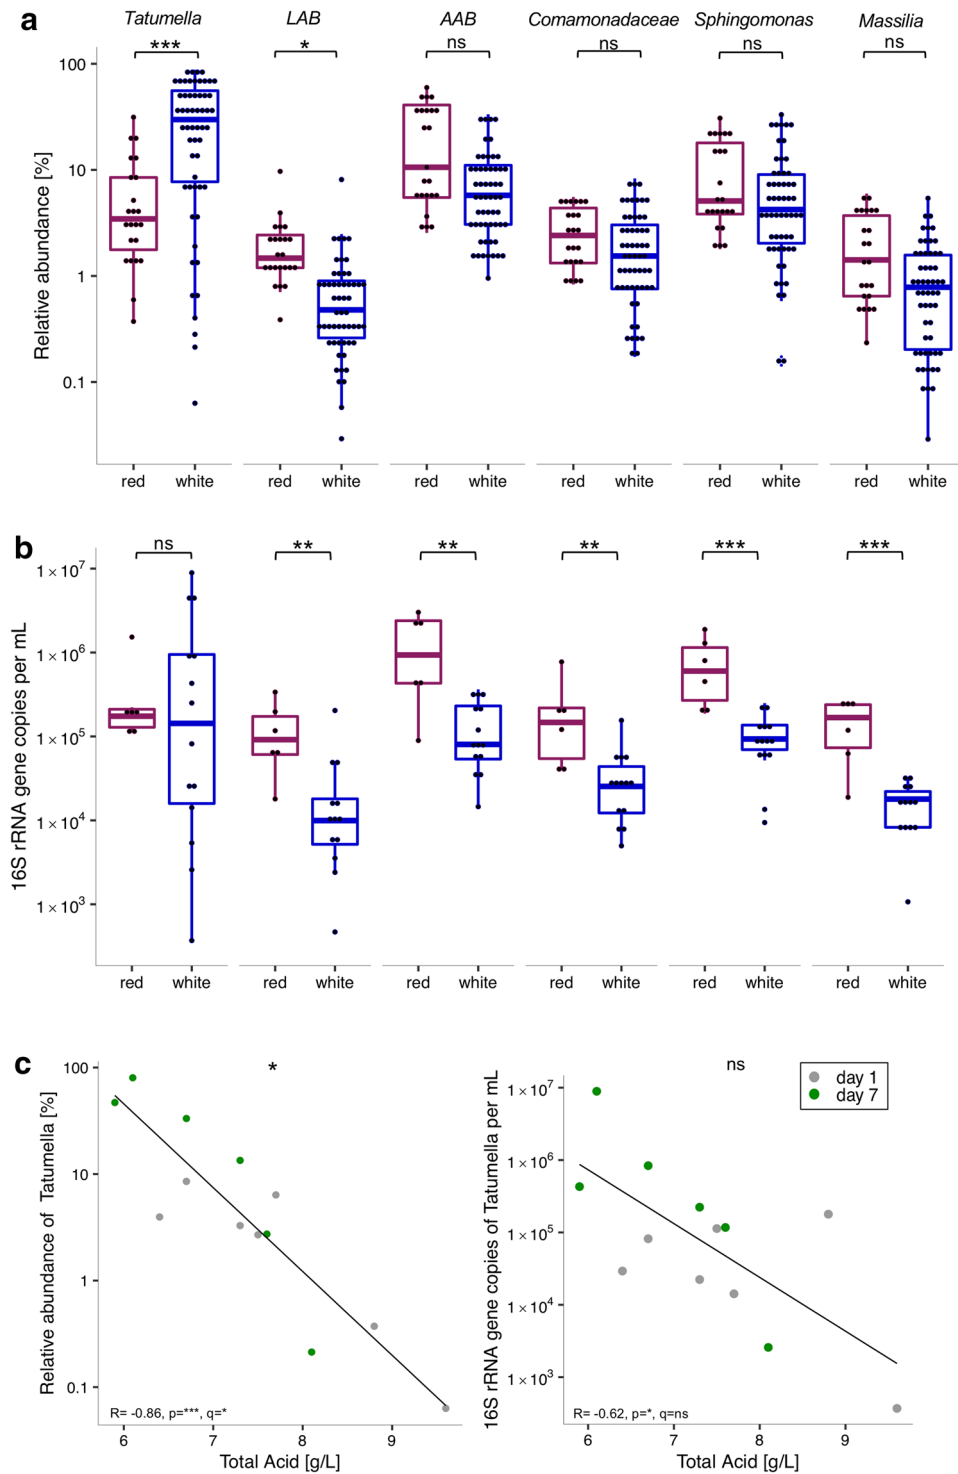 a
Tatumella LAB AAB Comamonadaceae Sphingomonas Massilia
*** * ns ns ns ns
Relative abundance [%]
100
10
1
0.1
red white red white red white red white red white red white
b
ns ** ** ** *** ***
16S rRNA gene copies per mL
1×10⁷
1×10⁶
1×10⁵
1×10⁴
1×10³
red white red white red white red white red white red white
c
*
Relative abundance of Tatumella [%]
100
10
1
0.1
R= -0.86, p=***, q=*
6 7 8 9
Total Acid [g/L]
ns
day 1
day 7
16S rRNA gene copies of Tatumella per mL
1×10⁷
1×10⁶
1×10⁵
1×10⁴
1×10³
R= -0.62, p=*, q=ns
6 7 8 9
Total Acid [g/L]